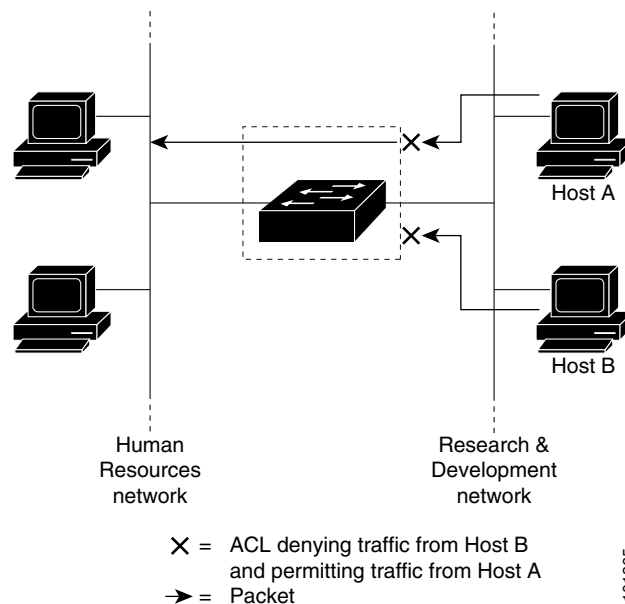 Host A
Host B
Human
Resources
network
Research &
Development
network
X = ACL denying traffic from Host B
and permitting traffic from Host A
= Packet